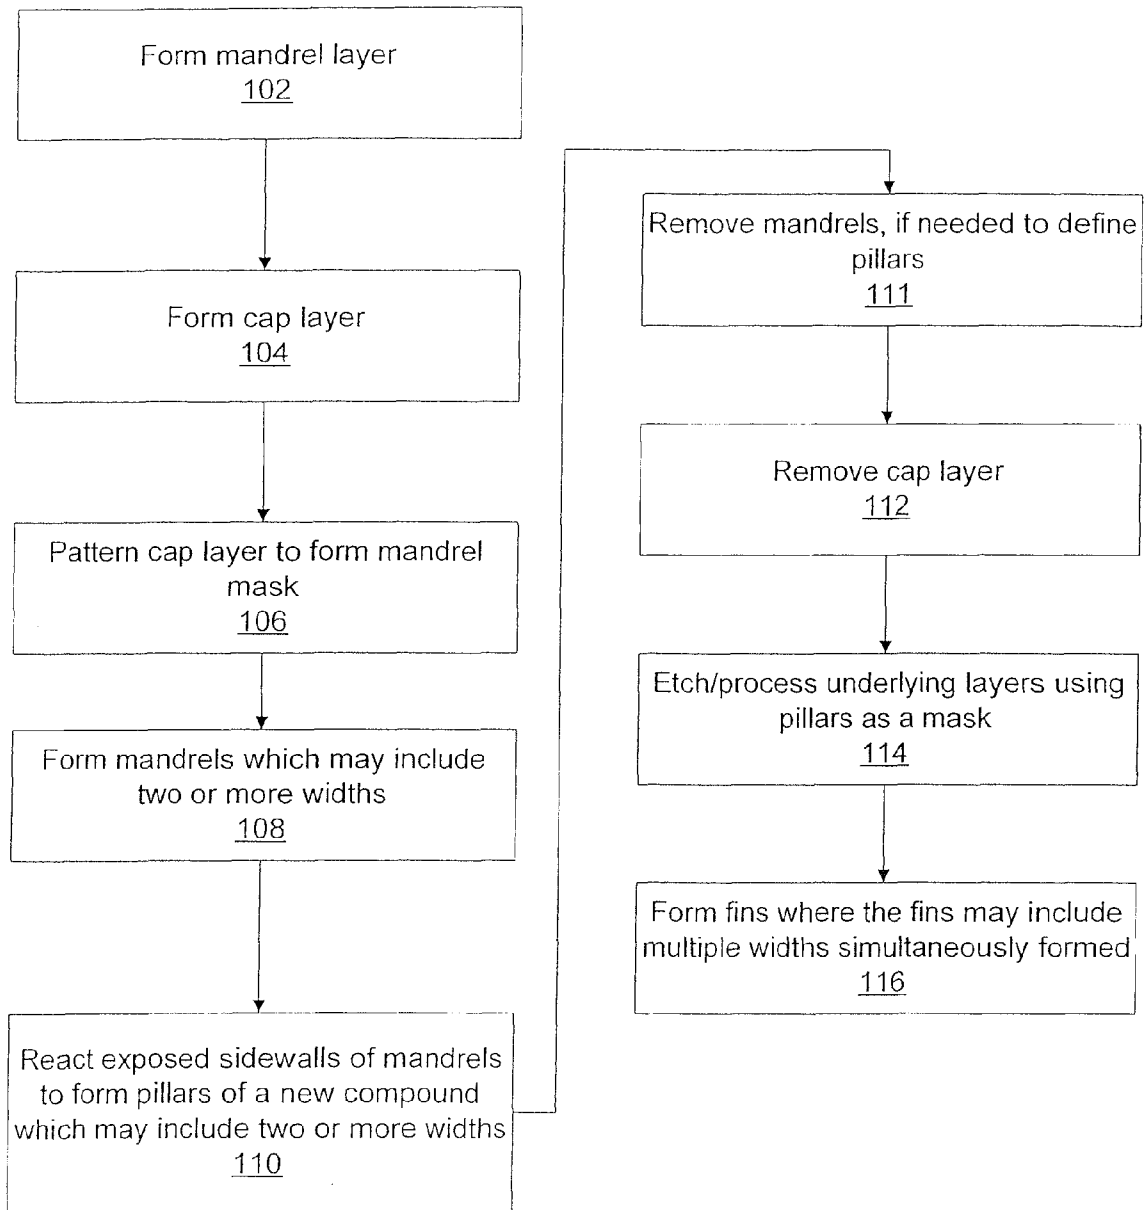 Form mandrel layer
102
Form cap layer
104
Pattern cap layer to form mandrel
mask
106
Form mandrels which may include
two or more widths
108
React exposed sidewalls of mandrels
to form pillars of a new compound
which may include two or more widths
110
Remove mandrels, if needed to define
pillars
111
Remove cap layer
112
Etch/process underlying layers using
pillars as a mask
114
Form fins where the fins may include
multiple widths simultaneously formed
116